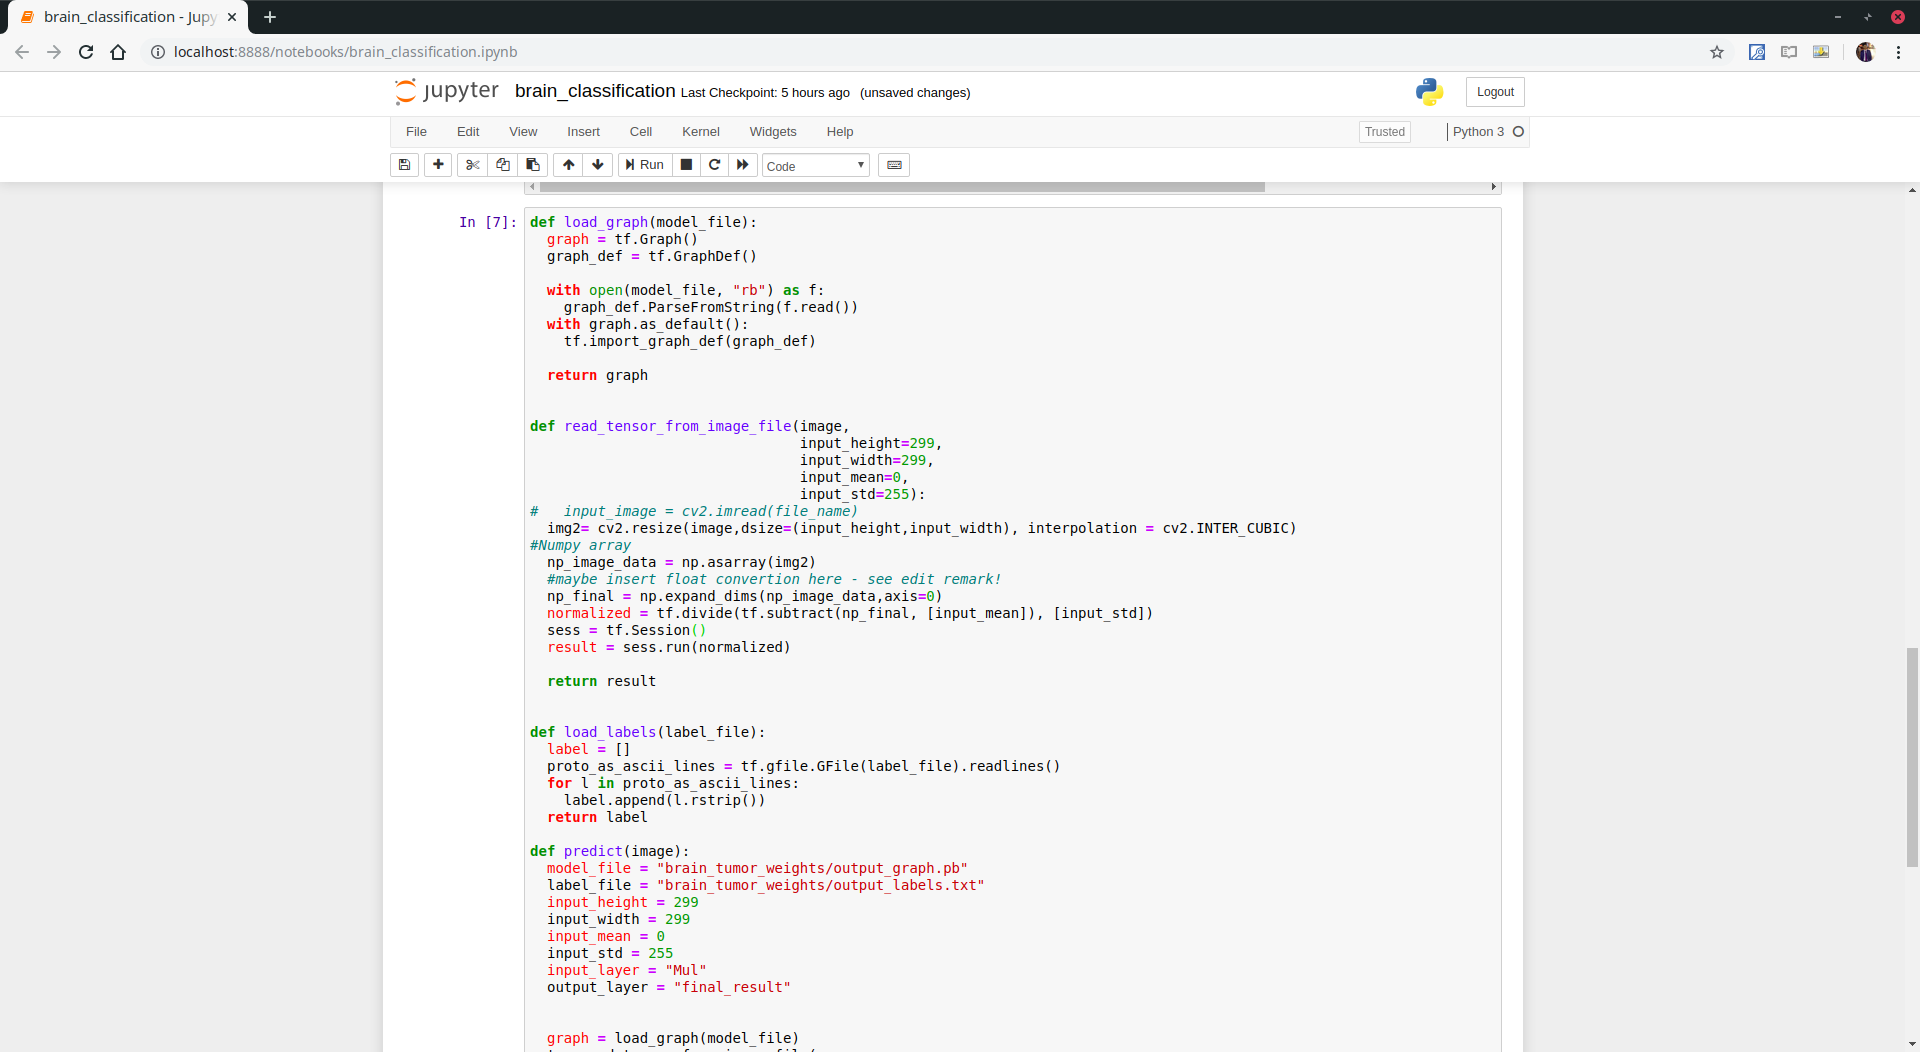 brain_classification - Jupy
localhost:8888/notebooks/brain_classification.ipynb
jupyter brain_classification Last Checkpoint: 5 hours ago (unsaved changes) Logout
File Edit View Insert Cell Kernel Widgets Help Trusted Python 3
Run Code
In [7]: def load_graph(model_file):
  graph = tf.Graph()
  graph_def = tf.GraphDef()
  with open(model_file, "rb") as f:
    graph_def.ParseFromString(f.read())
  with graph.as_default():
    tf.import_graph_def(graph_def)
  return graph
def read_tensor_from_image_file(image,
                                input_height=299,
                                input_width=299,
                                input_mean=0,
                                input_std=255):
#   input_image = cv2.imread(file_name)
  img2= cv2.resize(image,dsize=(input_height,input_width), interpolation = cv2.INTER_CUBIC)
#Numpy array
  np_image_data = np.asarray(img2)
  #maybe insert float convertion here - see edit remark!
  np_final = np.expand_dims(np_image_data,axis=0)
  normalized = tf.divide(tf.subtract(np_final, [input_mean]), [input_std])
  sess = tf.Session()
  result = sess.run(normalized)
  return result
def load_labels(label_file):
  label = []
  proto_as_ascii_lines = tf.gfile.GFile(label_file).readlines()
  for l in proto_as_ascii_lines:
    label.append(l.rstrip())
  return label
def predict(image):
  model_file = "brain_tumor_weights/output_graph.pb"
  label_file = "brain_tumor_weights/output_labels.txt"
  input_height = 299
  input_width = 299
  input_mean = 0
  input_std = 255
  input_layer = "Mul"
  output_layer = "final_result"
  graph = load_graph(model_file)